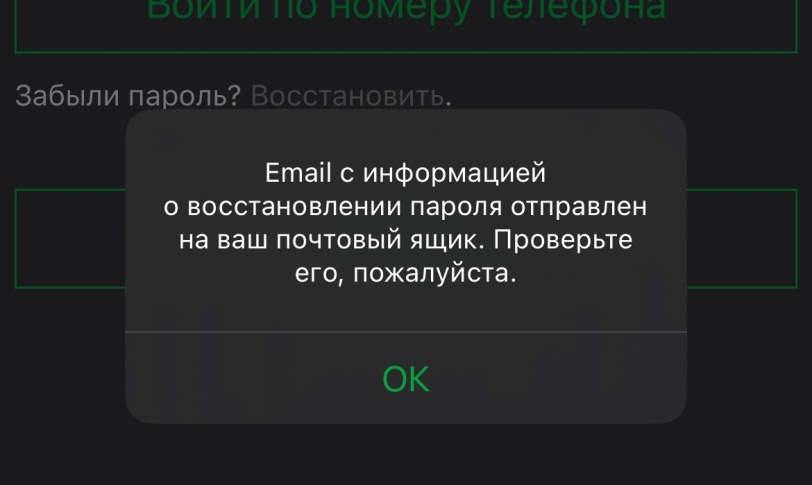 Войти по номеру телефона
Забыли пароль? Восстановить.
Email с информацией
о восстановлении пароля отправлен
на ваш почтовый ящик. Проверьте
его, пожалуйста.
OK